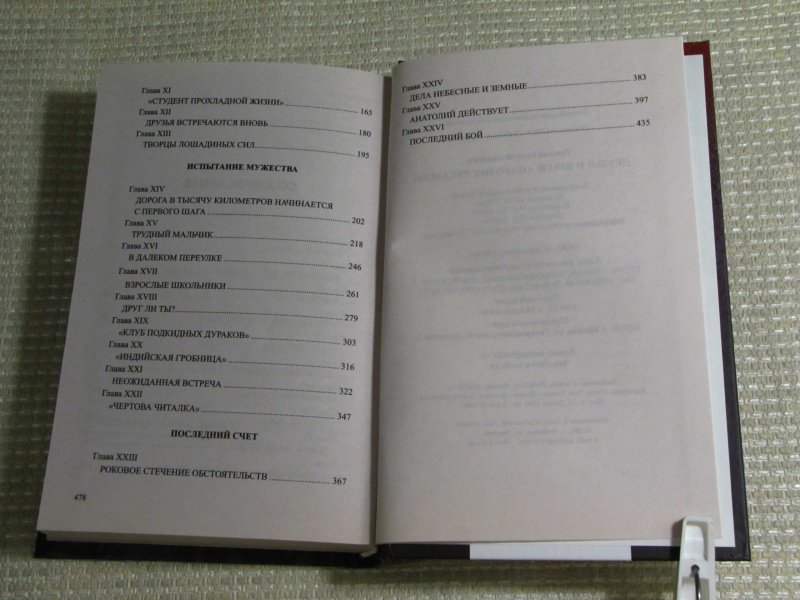 Глава XI
«СТУДЕНТ ПРОХЛАДНОЙ ЖИЗНИ» 165
Глава XII
ДРУЗЬЯ ВСТРЕЧАЮТСЯ ВНОВЬ 180
Глава XIII
ТВОРЦЫ ЛОШАДИНЫХ СИЛ 195
ИСПЫТАНИЕ МУЖЕСТВА
Глава XIV
ДОРОГА В ТЫСЯЧУ КИЛОМЕТРОВ НАЧИНАЕТСЯ
С ПЕРВОГО ШАГА 202
Глава XV
ТРУДНЫЙ МАЛЬЧИК 218
Глава XVI
В ДАЛЕКОМ ПЕРЕУЛКЕ 246
Глава XVII
ВЗРОСЛЫЕ ШКОЛЬНИКИ 261
Глава XVIII
ДРУГ ЛИ ТЫ? 279
Глава XIX
«КЛУБ ПОДКИДНЫХ ДУРАКОВ» 303
Глава XX
«ИНДИЙСКАЯ ГРОБНИЦА» 316
Глава XXI
НЕОЖИДАННАЯ ВСТРЕЧА 322
Глава XXII
«ЧЕРТОВА ЧИТАЛКА» 347
ПОСЛЕДНИЙ СЧЕТ
Глава XXIII
РОКОВОЕ СТЕЧЕНИЕ ОБСТОЯТЕЛЬСТВ 367
478
Глава XXIV
ДЕЛА НЕБЕСНЫЕ И ЗЕМНЫЕ 383
Глава XXV
АНАТОЛИЙ ДЕЙСТВУЕТ 397
Глава XXVI
ПОСЛЕДНИЙ БОЙ 435